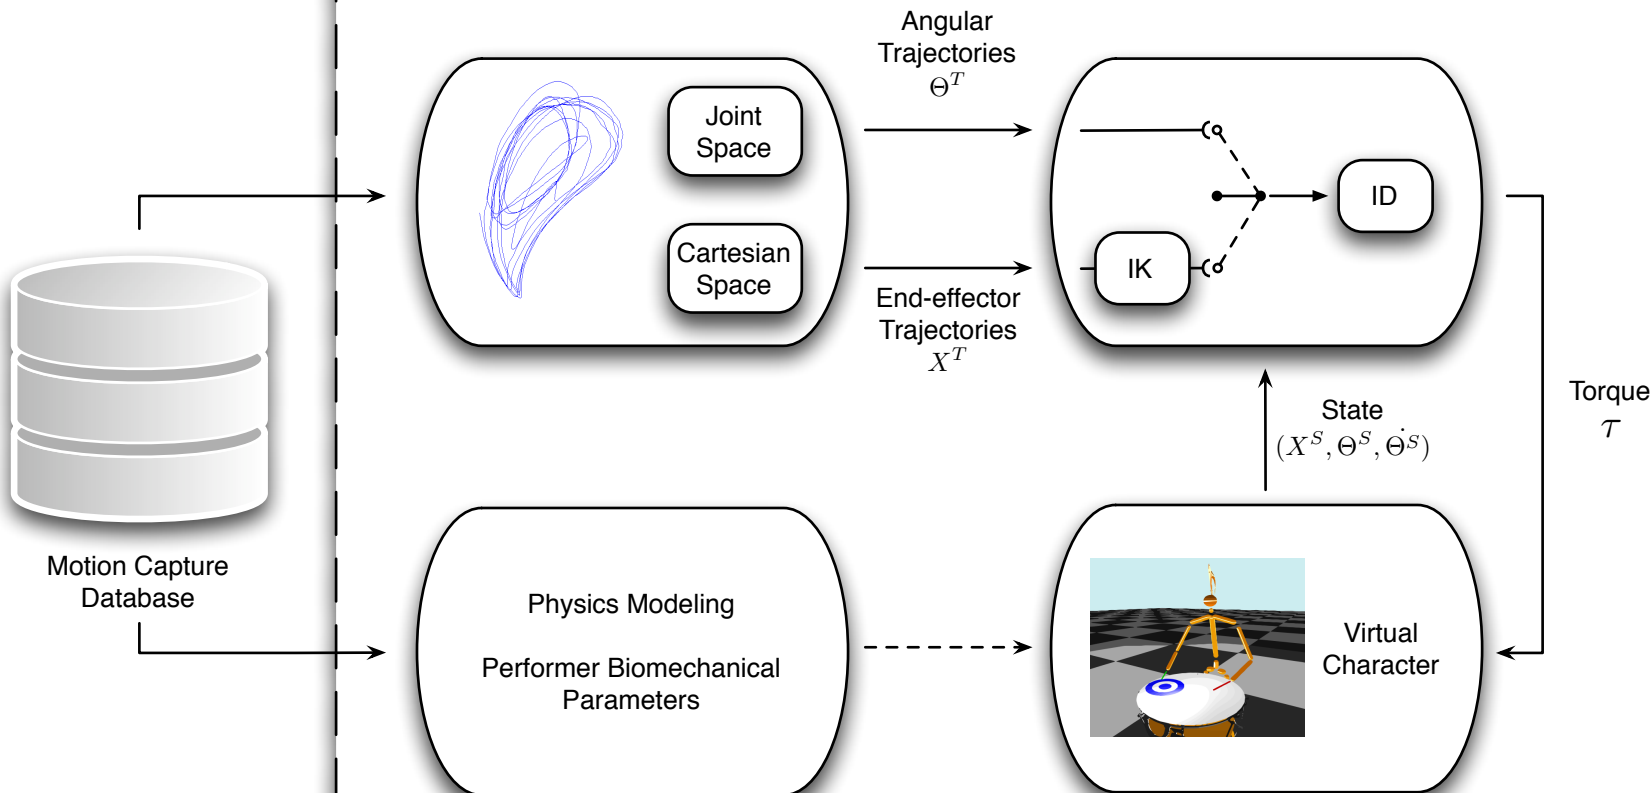 Angular
Trajectories
Θ^T
Joint
Space
Cartesian
Space
End-effector
Trajectories
X^T
IK
ID
State
(X^S, Θ^S, Θ̇^S)
Torque
τ
Motion Capture
Database
Physics Modeling
Performer Biomechanical
Parameters
Virtual
Character